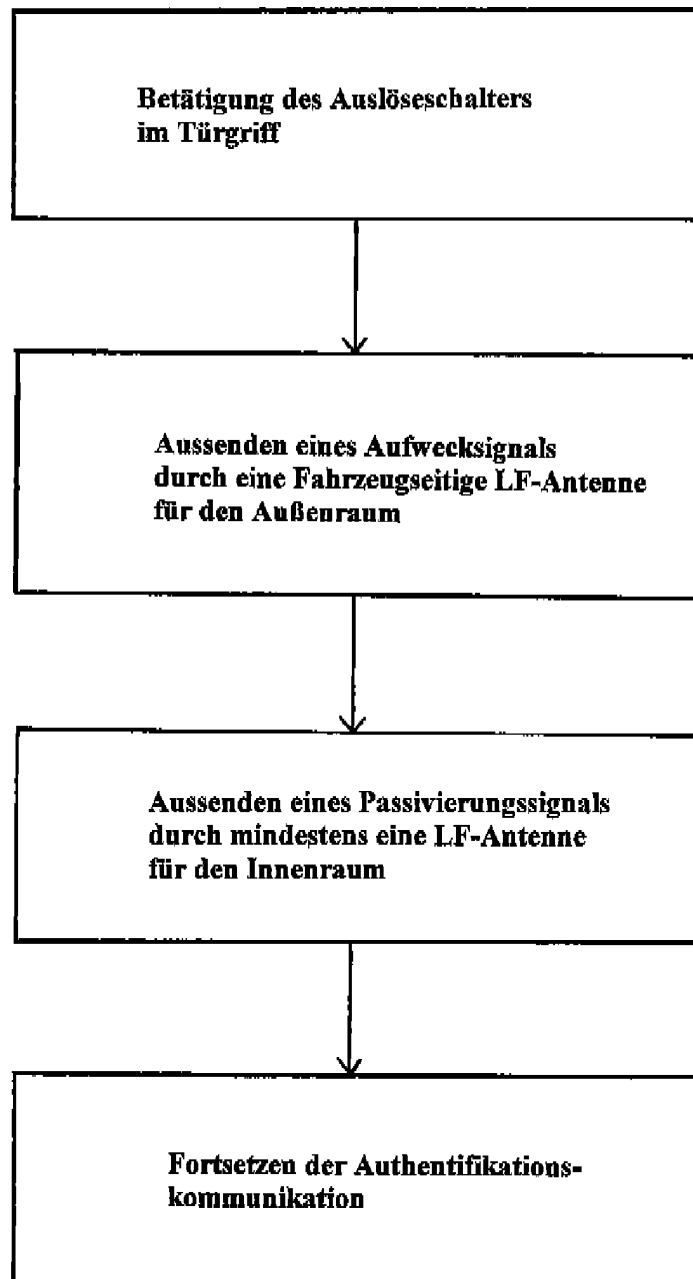 Betätigung des Auslöseschalters
im Türgriff
Aussenden eines Aufwecksignals
durch eine Fahrzeugseitige LF-Antenne
für den Außenraum
Aussenden eines Passivierungssignals
durch mindestens eine LF-Antenne
für den Innenraum
Fortsetzen der Authentifikations-
kommunikation